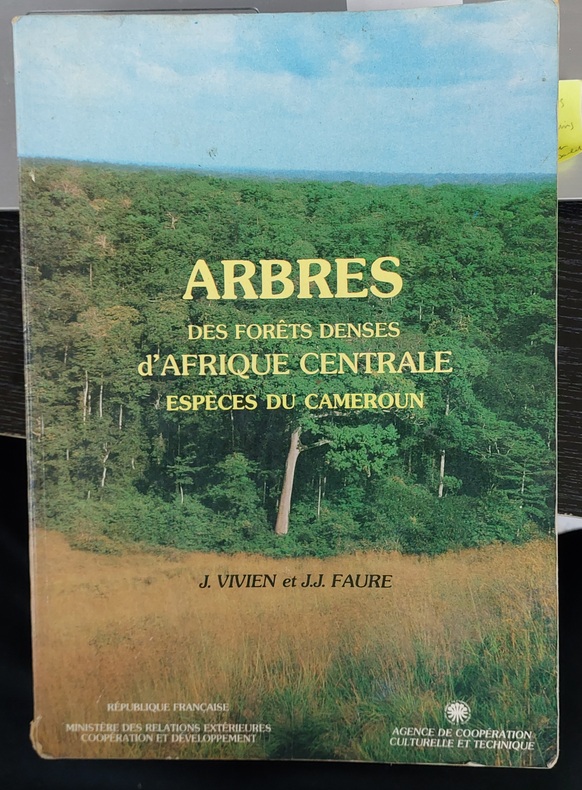 ARBRES
DES FORÊTS DENSES
d'AFRIQUE CENTRALE
ESPÈCES DU CAMEROUN
J. VIVIEN et J.J. FAURE
RÉPUBLIQUE FRANÇAISE
MINISTÈRE DES RELATIONS EXTÉRIEURES
COOPÉRATION ET DÉVELOPPEMENT
AGENCE DE COOPÉRATION
CULTURELLE ET TECHNIQUE